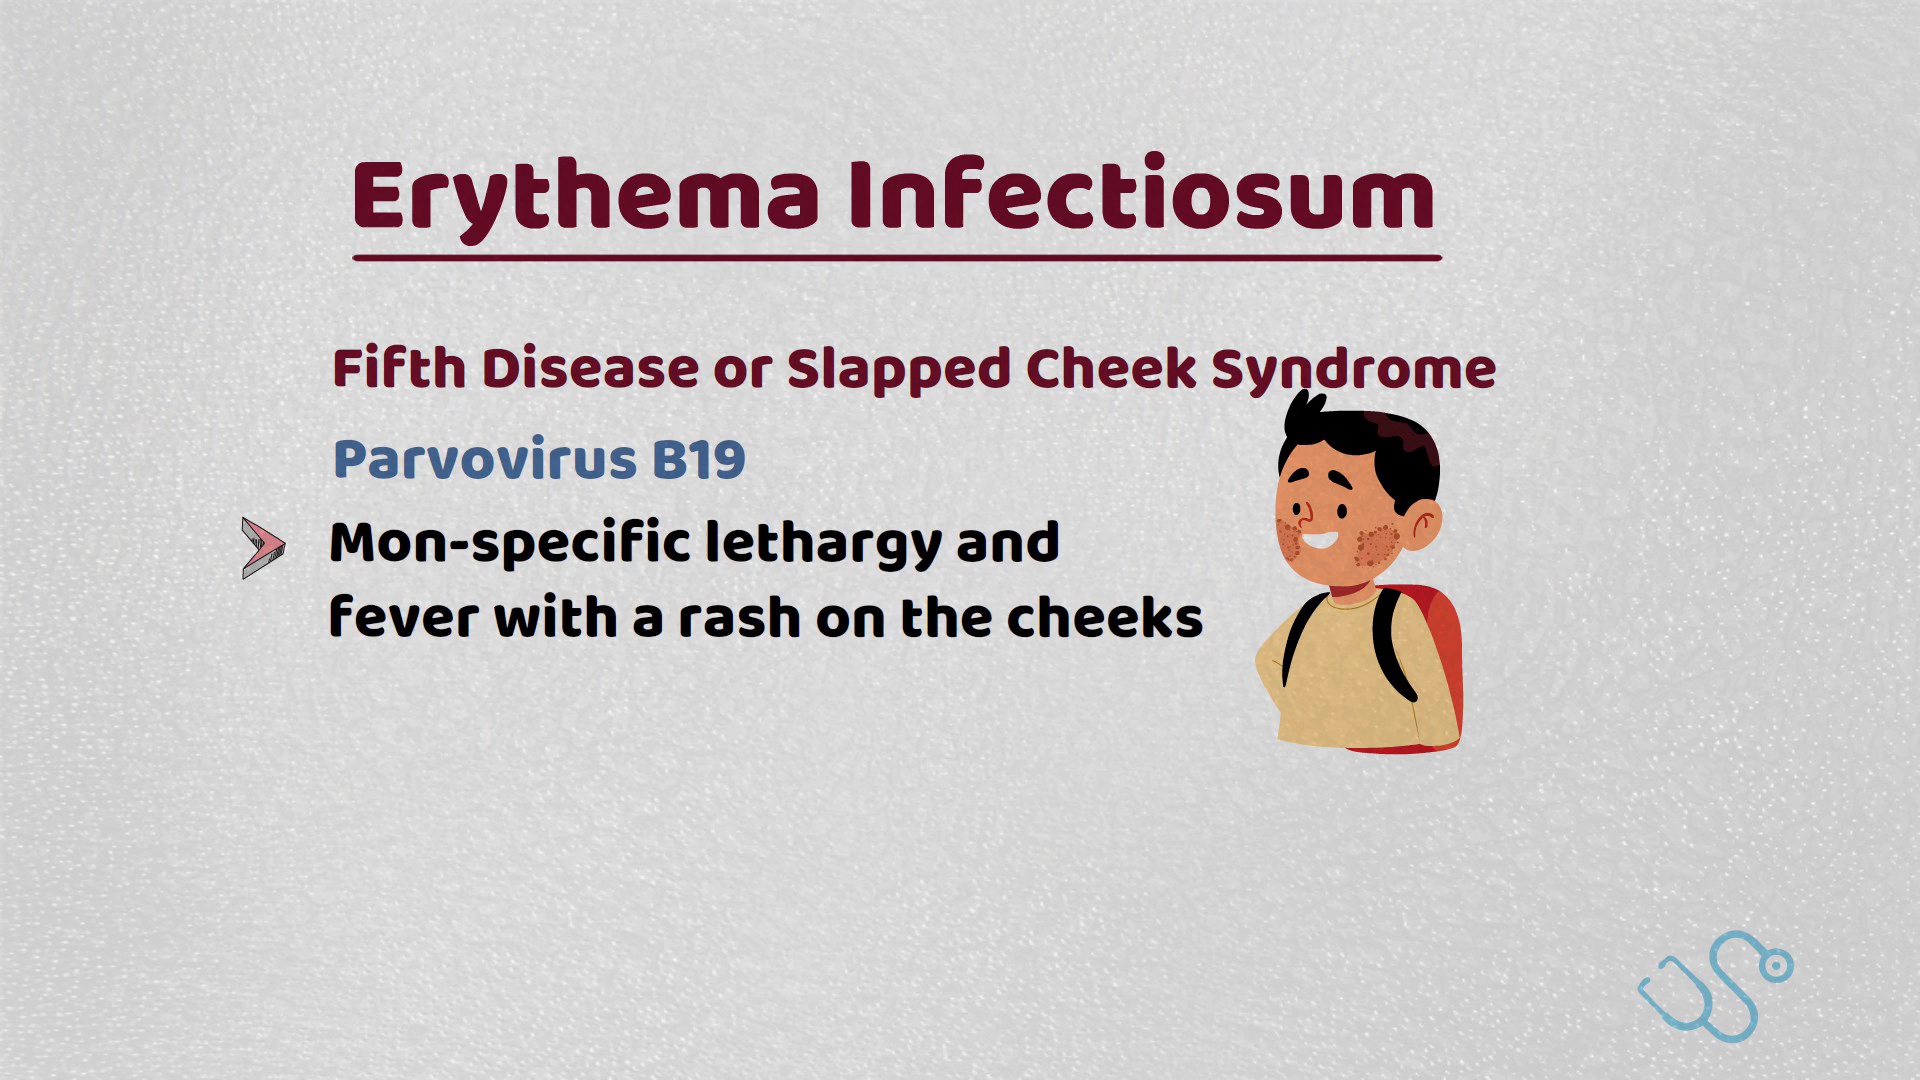 Erythema Infectiosum
Fifth Disease or Slapped Cheek Syndrome
Parvovirus B19
Mon-specific lethargy and
fever with a rash on the cheeks